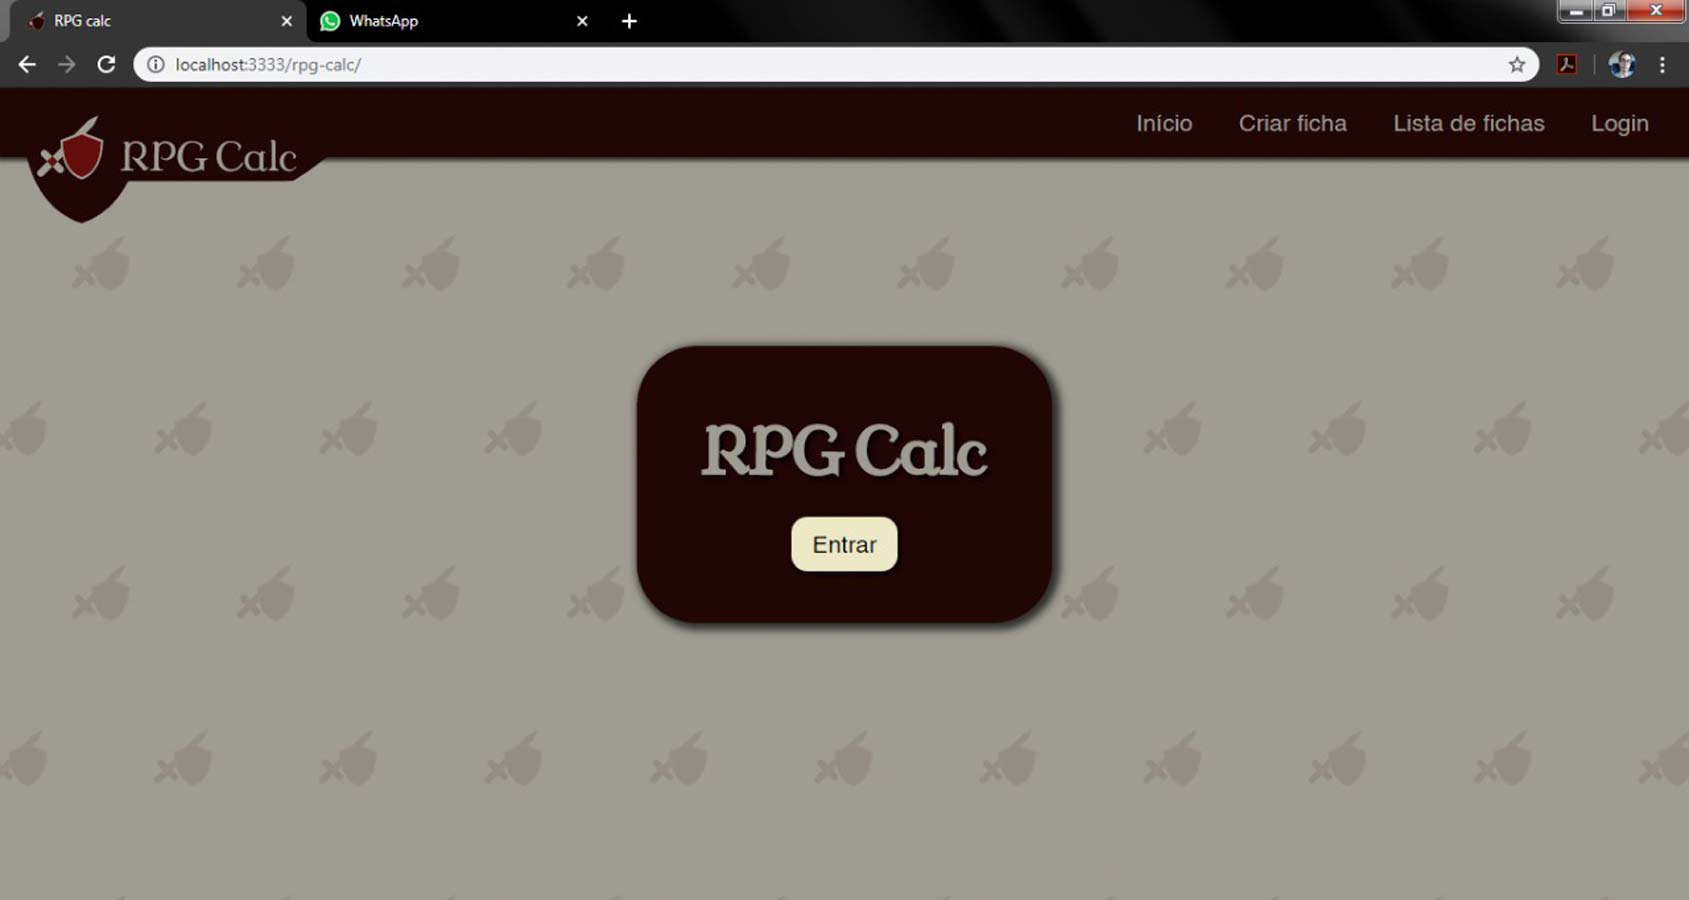 RPG calc
WhatsApp
localhost:3333/rpg-calc/
RPG Calc
Início
Criar ficha
Lista de fichas
Login
RPG Calc
Entrar